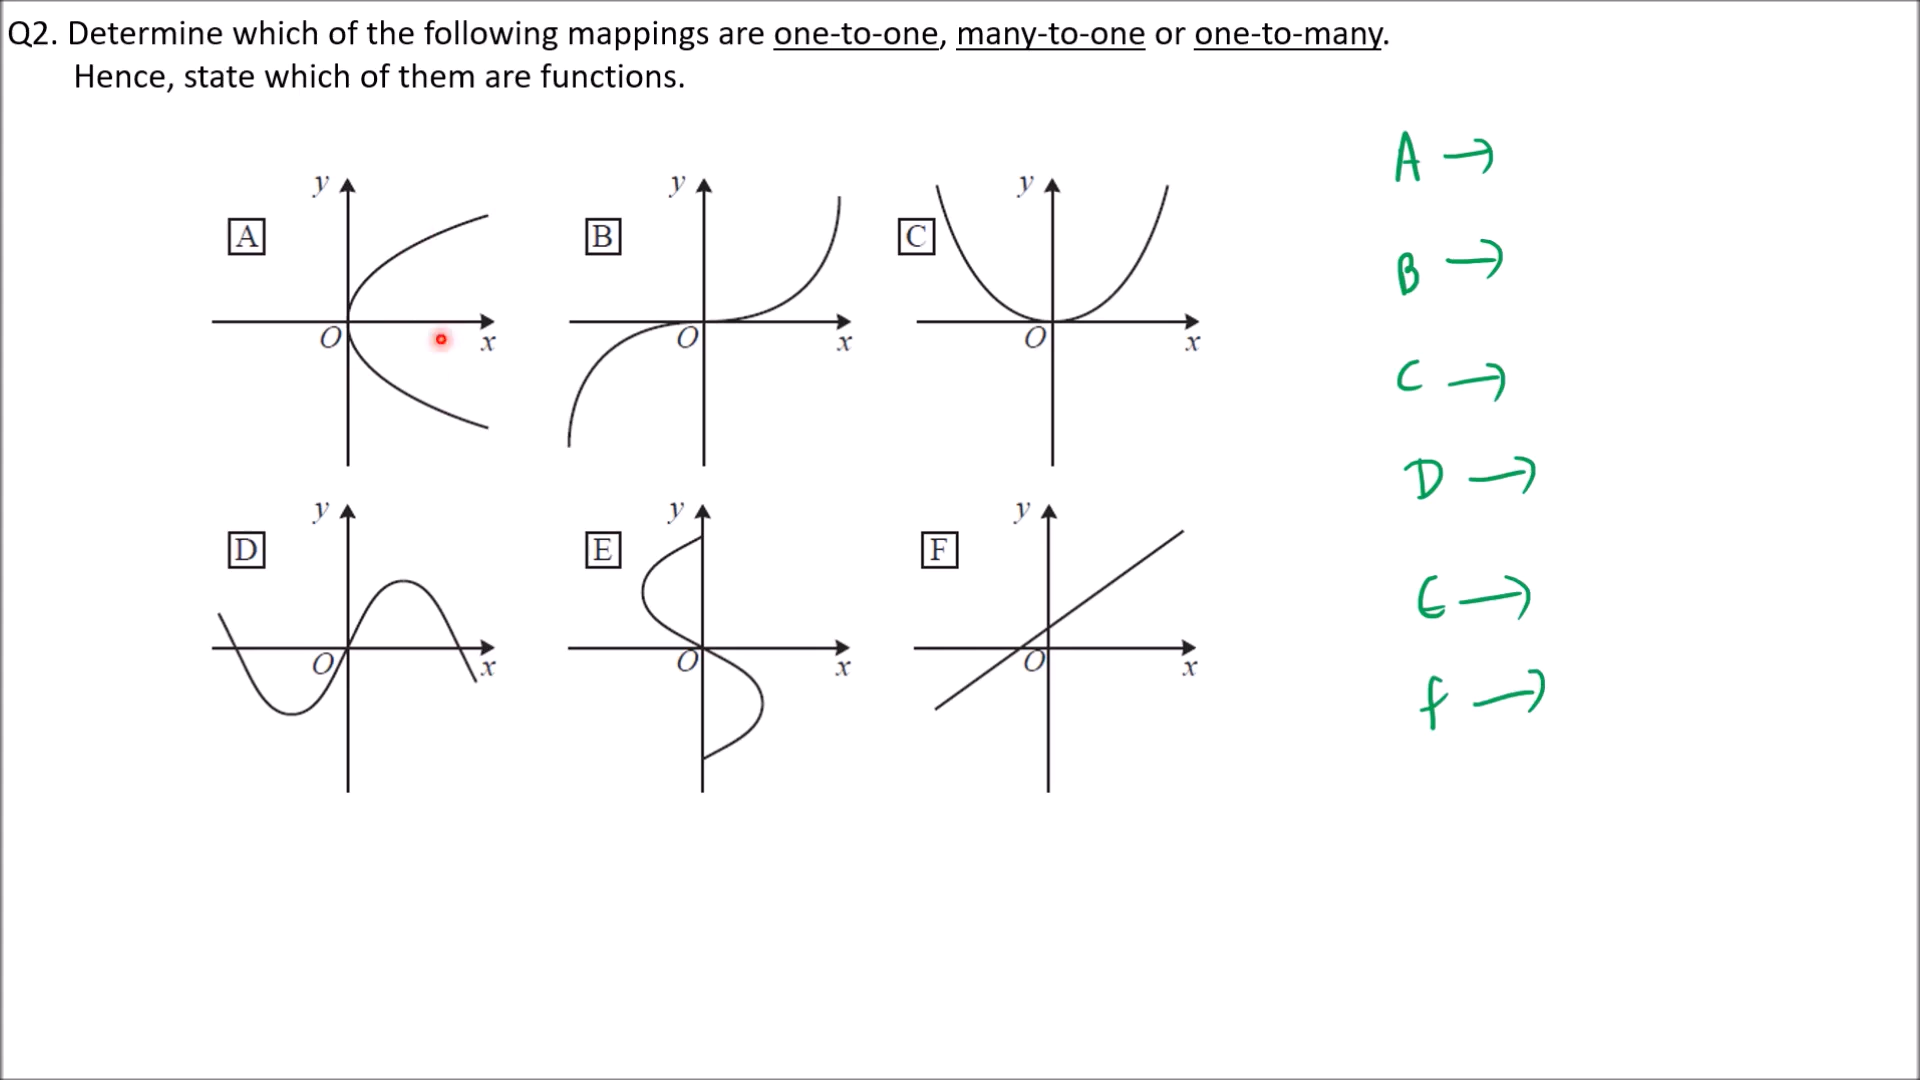 Q2. Determine which of the following mappings are one-to-one, many-to-one or one-to-many.
Hence, state which of them are functions.
A →
B →
C →
D →
E →
f →
y
A
O
x
y
B
O
x
y
C
O
x
y
D
O
x
y
E
O
x
y
F
O
x